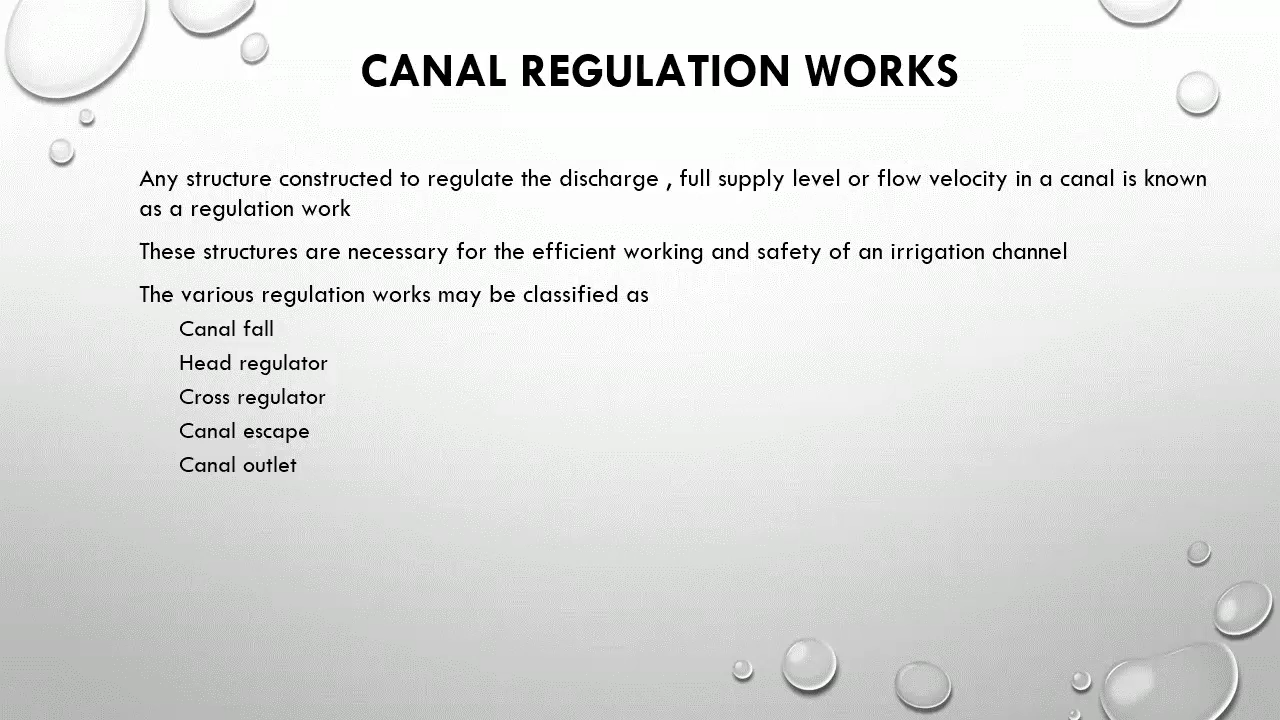 CANAL REGULATION WORKS
Any structure constructed to regulate the discharge , full supply level or flow velocity in a canal is known
as a regulation work
These structures are necessary for the efficient working and safety of an irrigation channel
The various regulation works may be classified as
Canal fall
Head regulator
Cross regulator
Canal escape
Canal outlet